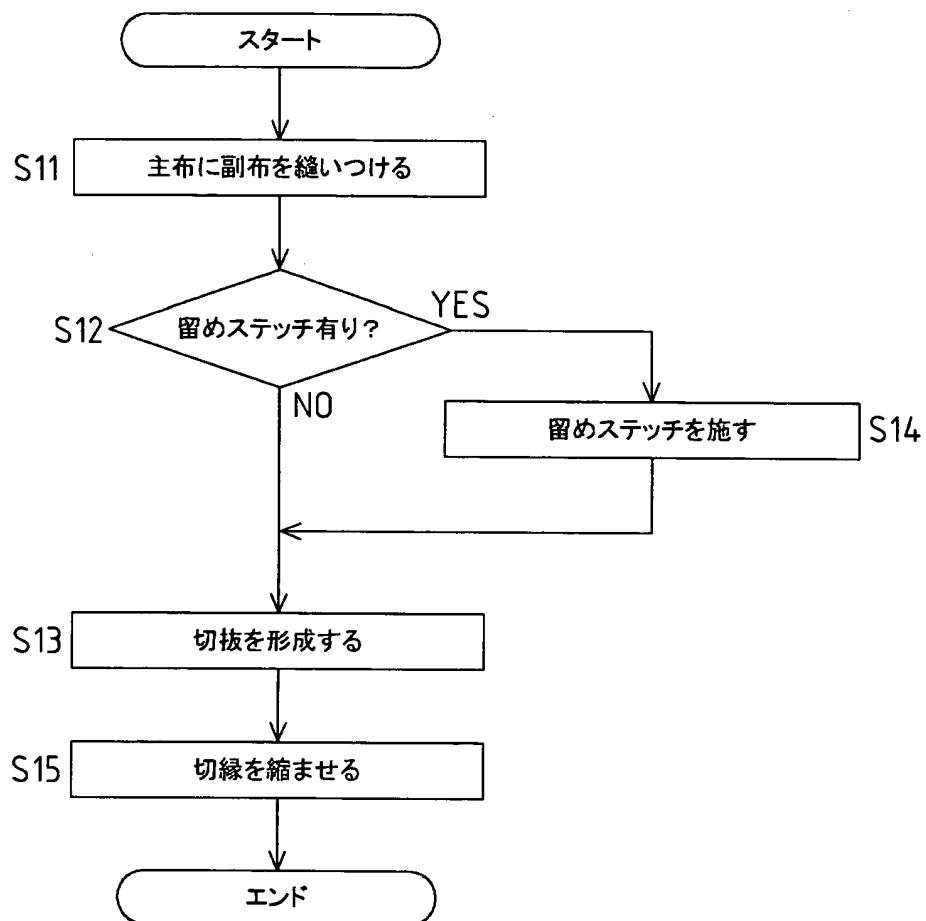 スタート
S11
主布に副布を縫いつける
S12
留めステッチ有り?
YES
NO
留めステッチを施す
S14
S13
切抜を形成する
S15
切縁を縮ませる
エンド